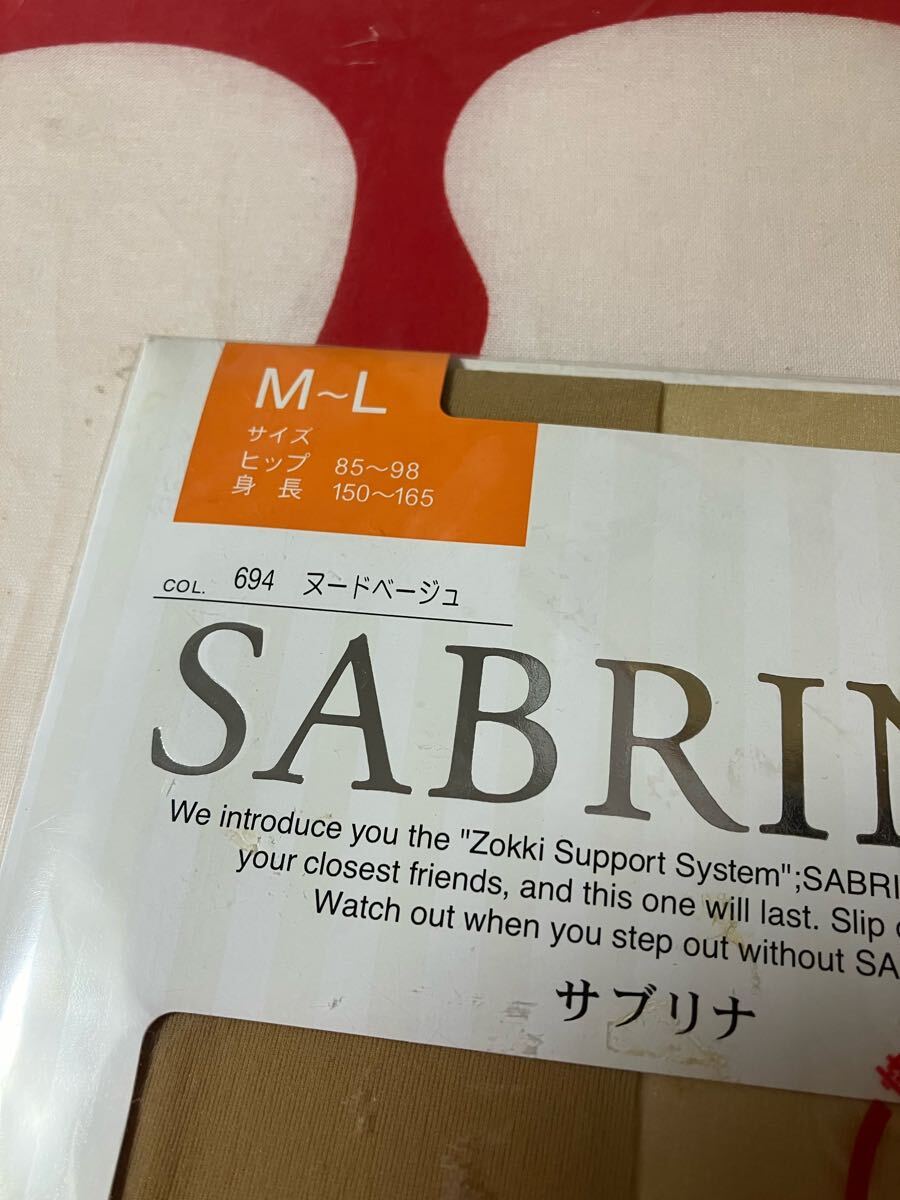 M~L
サイズ
ヒップ 85～98
身長 150～165
COL. 694 ヌードベージュ
SABRIN
We introduce you the "Zokki Support System";SABRI
your closest friends, and this one will last. Slip
Watch out when you step out without SA
サブリナ